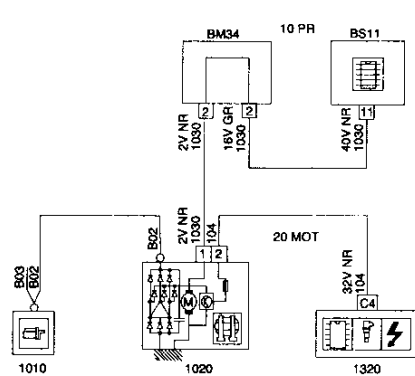 BM34
10 PR
BS11
2
2
11
2V NR
1030
16V GR
1030
40V NR
1030
B03
B02
B02
2V NR
1030
104
1 2
20 MOT
32V NR
104
C4
M
1010
1020
1320